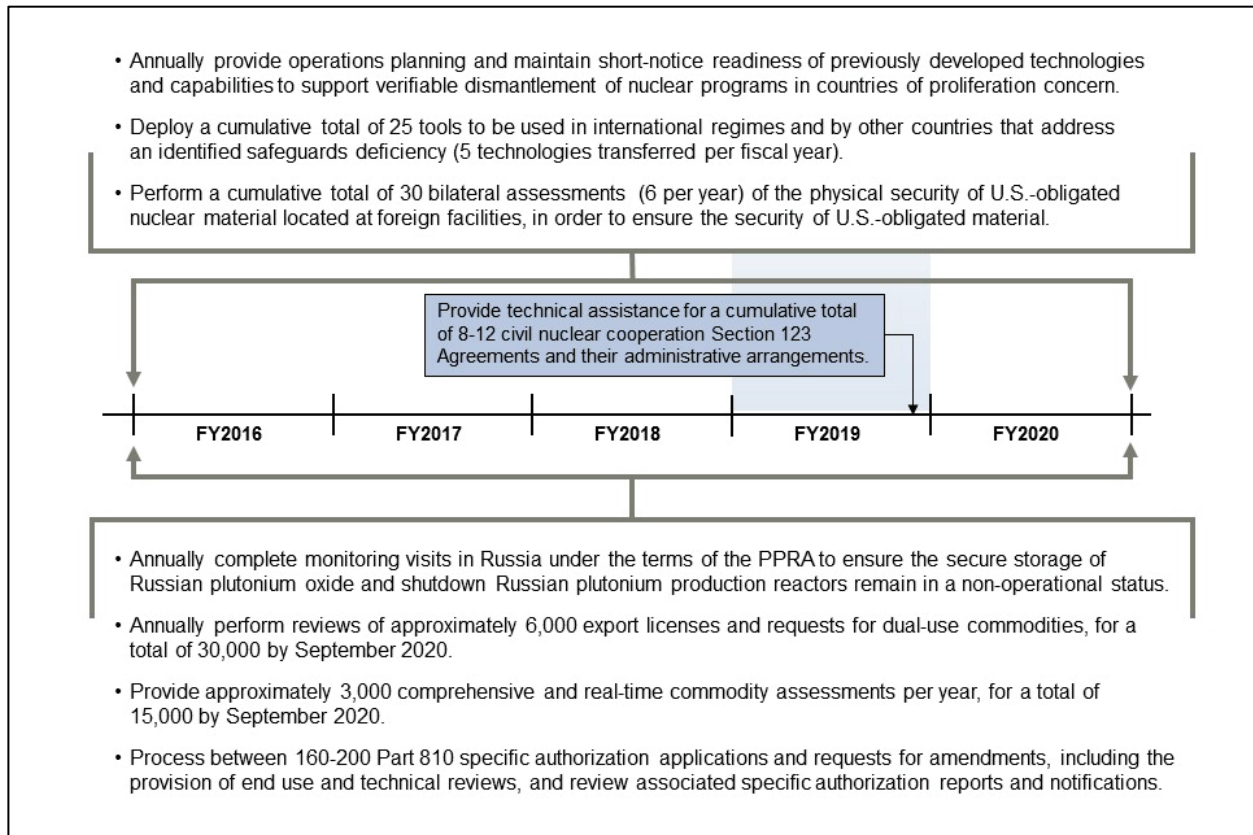 • Annually provide operations planning and maintain short-notice readiness of previously developed technologies
and capabilities to support verifiable dismantlement of nuclear programs in countries of proliferation concern.
• Deploy a cumulative total of 25 tools to be used in international regimes and by other countries that address
an identified safeguards deficiency (5 technologies transferred per fiscal year).
• Perform a cumulative total of 30 bilateral assessments (6 per year) of the physical security of U.S.-obligated
nuclear material located at foreign facilities, in order to ensure the security of U.S.-obligated material.
Provide technical assistance for a cumulative total
of 8-12 civil nuclear cooperation Section 123
Agreements and their administrative arrangements.
FY2016 FY2017 FY2018 FY2019 FY2020
• Annually complete monitoring visits in Russia under the terms of the PPRA to ensure the secure storage of
Russian plutonium oxide and shutdown Russian plutonium production reactors remain in a non-operational status.
• Annually perform reviews of approximately 6,000 export licenses and requests for dual-use commodities, for a
total of 30,000 by September 2020.
• Provide approximately 3,000 comprehensive and real-time commodity assessments per year, for a total of
15,000 by September 2020.
• Process between 160-200 Part 810 specific authorization applications and requests for amendments, including the
provision of end use and technical reviews, and review associated specific authorization reports and notifications.